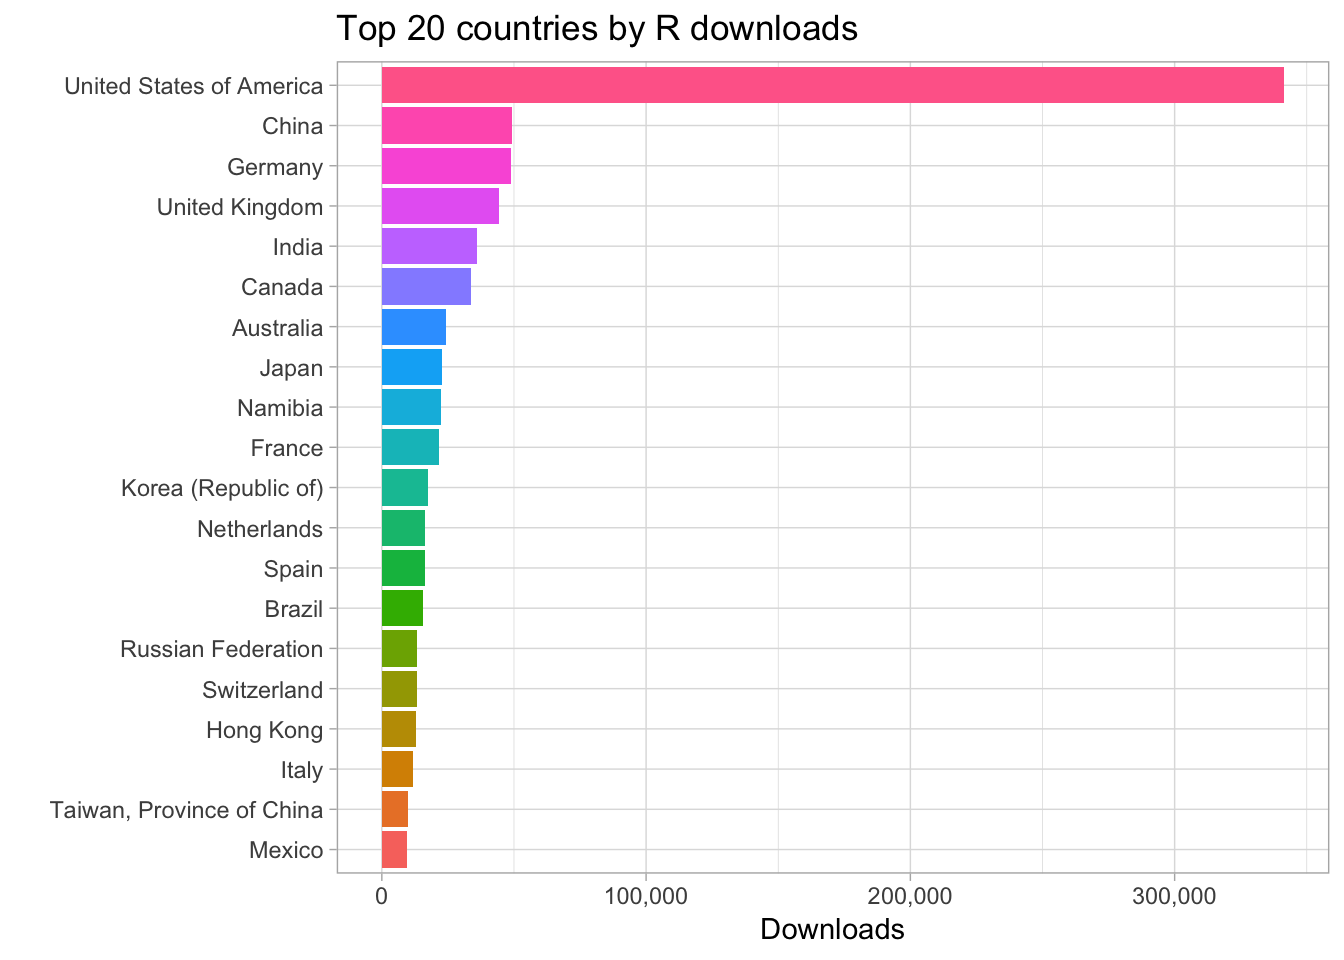 Top 20 countries by R downloads
United States of America
China
Germany
United Kingdom
India
Canada
Australia
Japan
Namibia
France
Korea (Republic of)
Netherlands
Spain
Brazil
Russian Federation
Switzerland
Hong Kong
Italy
Taiwan, Province of China
Mexico
0 100,000 200,000 300,000
Downloads